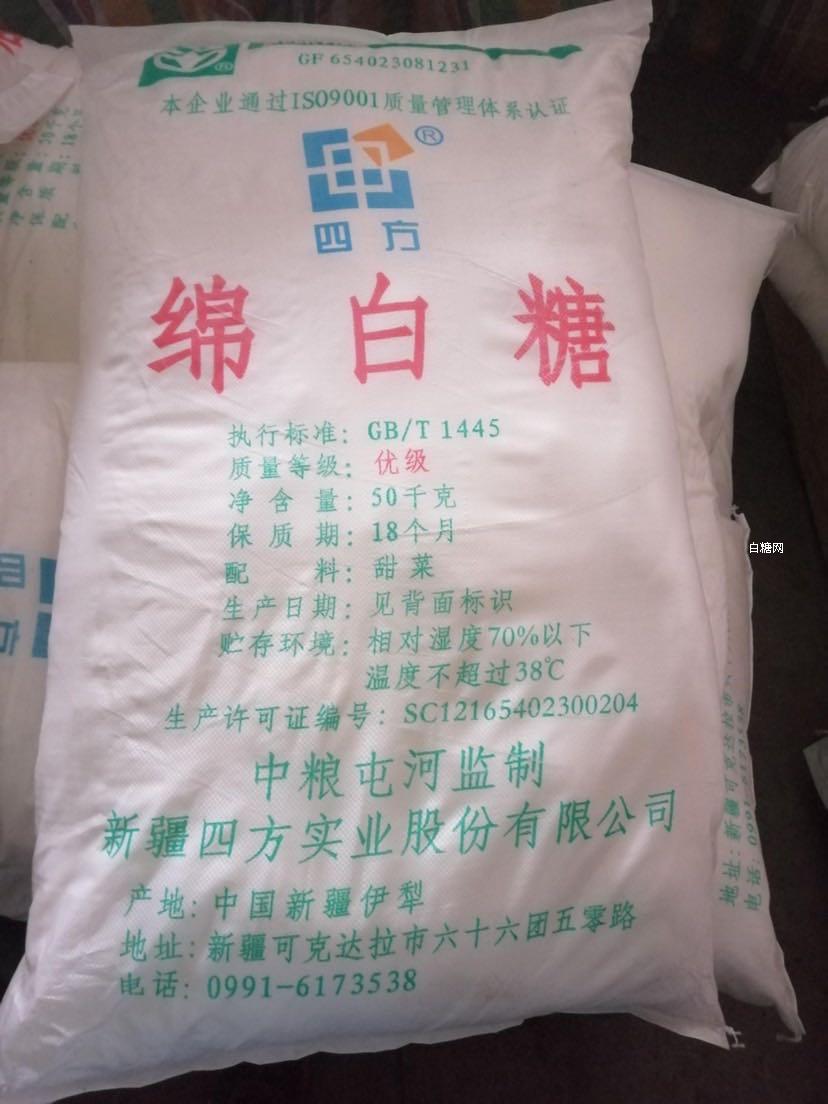 GF 654023081231
本企业通过ISO9001质量管理体系认证
四方
绵白糖
执行标准：GB/T 1445
质量等级：优级
净含量：50千克
保质期：18个月
配料：甜菜
生产日期：见背面标识
贮存环境：相对湿度70%以下
温度不超过38℃
生产许可证编号：SC12165402300204
中粮屯河监制
新疆四方实业股份有限公司
产地：中国新疆伊犁
地址：新疆可克达拉市六十六团五零路
电话：0991-6173538
白糖网